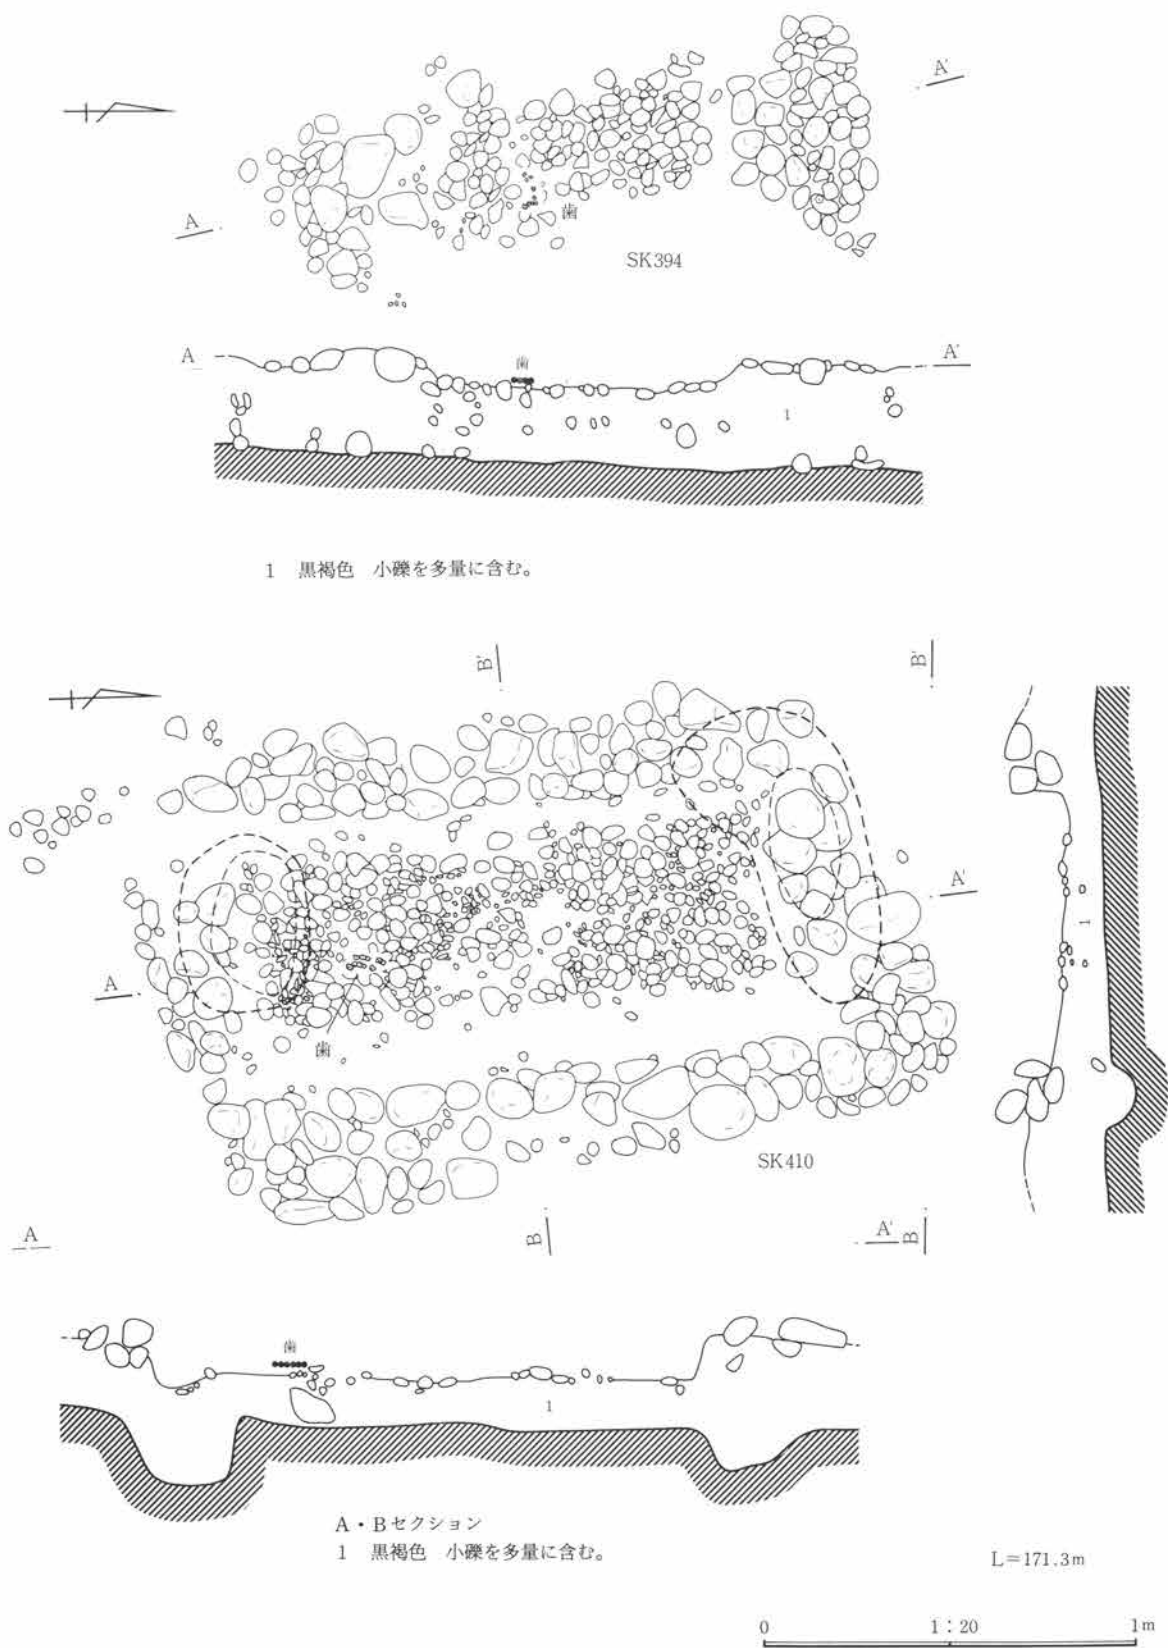 A'
A
歯
SK394
A
歯
A'
1
1 黒褐色 小礫を多量に含む。
B'
B'
A'
1
A
歯
SK410
A
B
A'
B
歯
1
A・Bセクション
1 黒褐色 小礫を多量に含む。
L=171.3m
0 1:20 1m